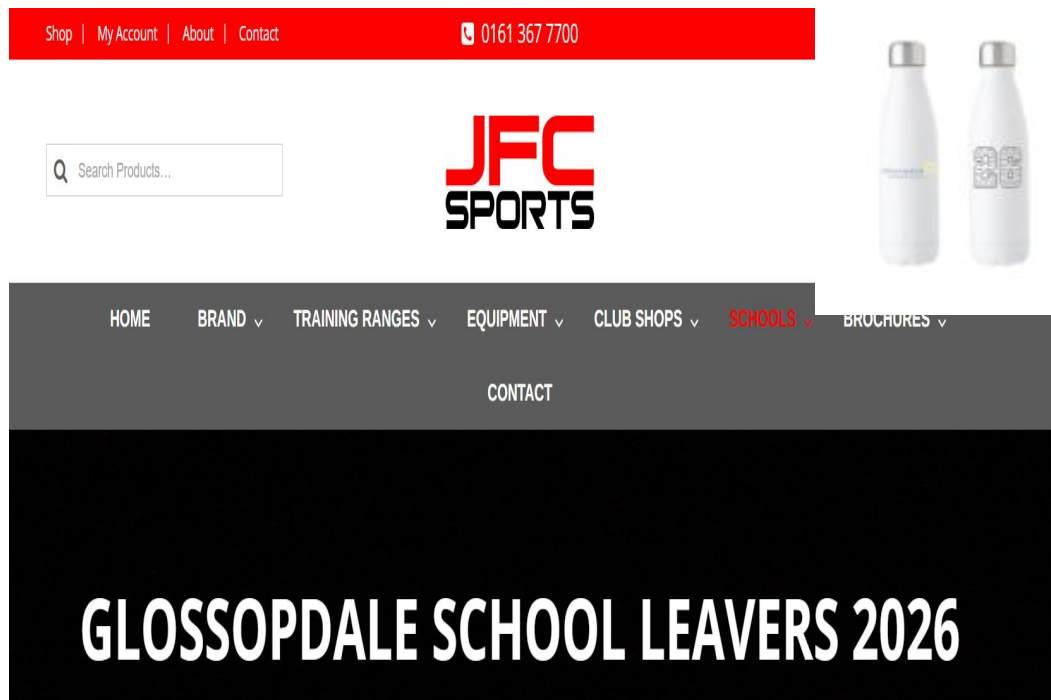 Shop | My Account | About | Contact
0161 367 7700
Search Products...
JFC
SPORTS
HOME BRAND TRAINING RANGES EQUIPMENT CLUB SHOPS SCHOOLS BROCHURES
CONTACT
26
GLOSSOPDALE SCHOOL LEAVERS 2026